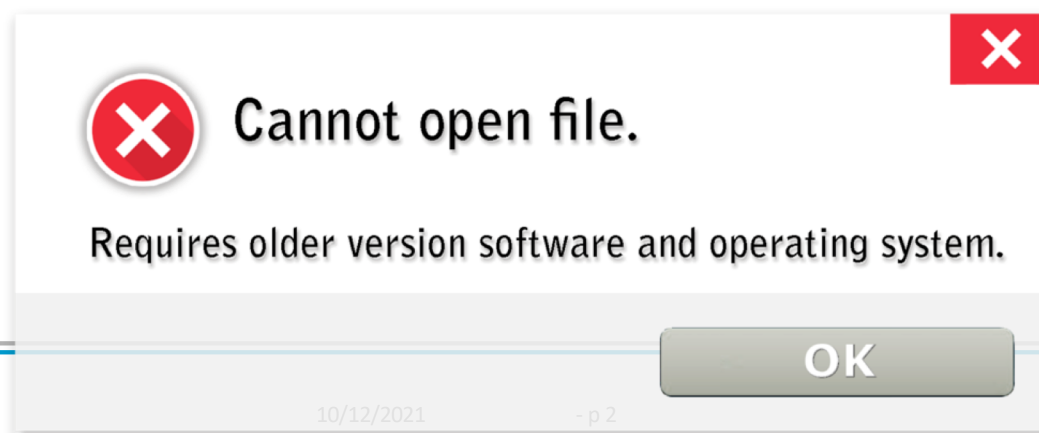 Cannot open file.
Requires older version software and operating system.
OK
10/12/2021 - p 2